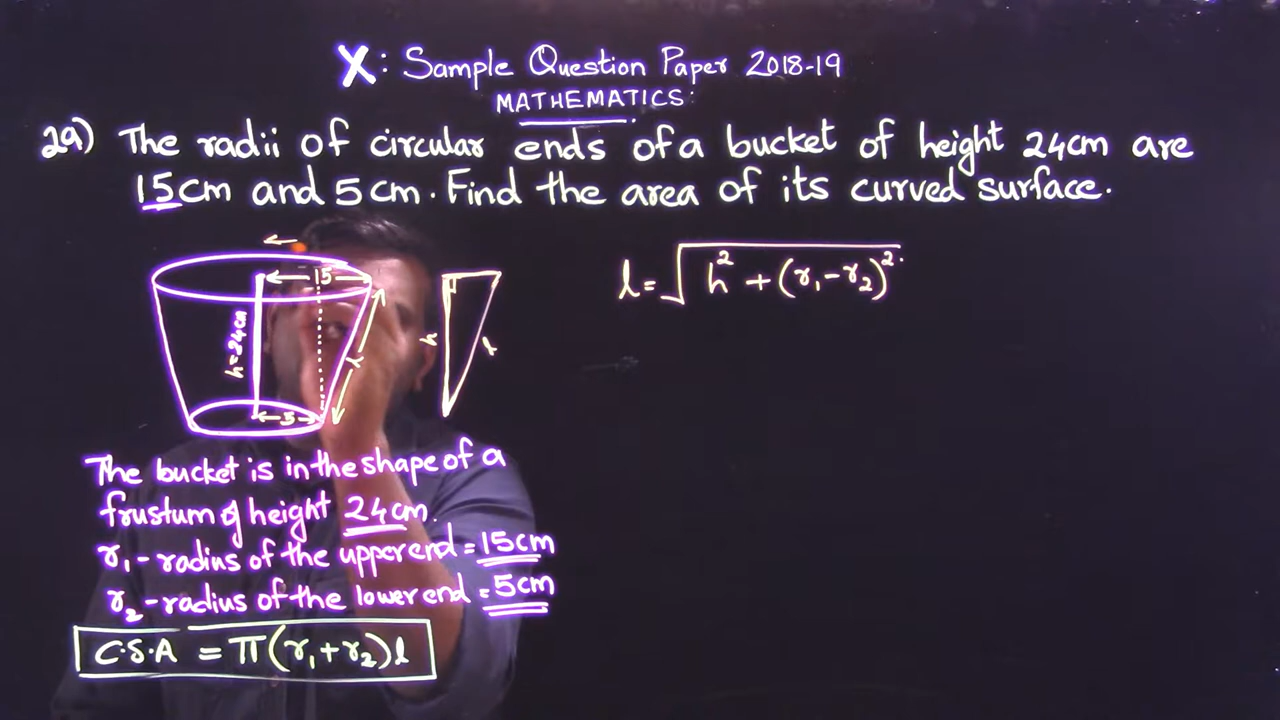 X: Sample Question Paper 2018-19
MATHEMATICS:
29) The radii of circular ends of a bucket of height 24cm are
15cm and 5cm. Find the area of its curved surface.
15
h=24cm
l
5
h
l
l = √h² + (r₁-r₂)²
The bucket is in the shape of a
frustum of height 24cm.
r₁ - radius of the upper end = 15cm
r₂ - radius of the lower end = 5cm
C.S.A = π(r₁+r₂)l